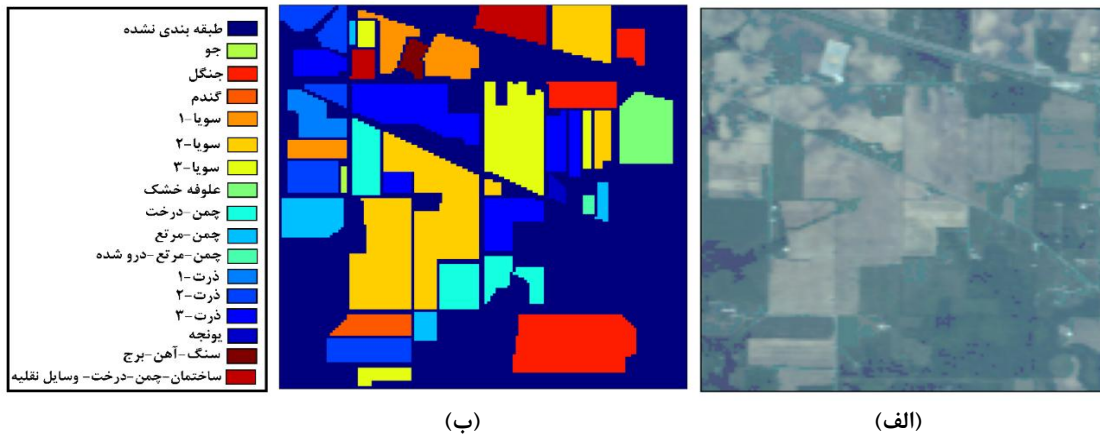 طبقه بندی نشده
جو
جنگل
گندم
سویا-۱
سویا-۲
سویا-۳
علوفه خشک
چمن-درخت
چمن-مرتع
چمن-مرتع-درو شده
ذرت-۱
ذرت-۲
ذرت-۳
یونجه
سنگ-آهن-برج
ساختمان-چمن-درخت- وسایل نقلیه
(الف)
(ب)